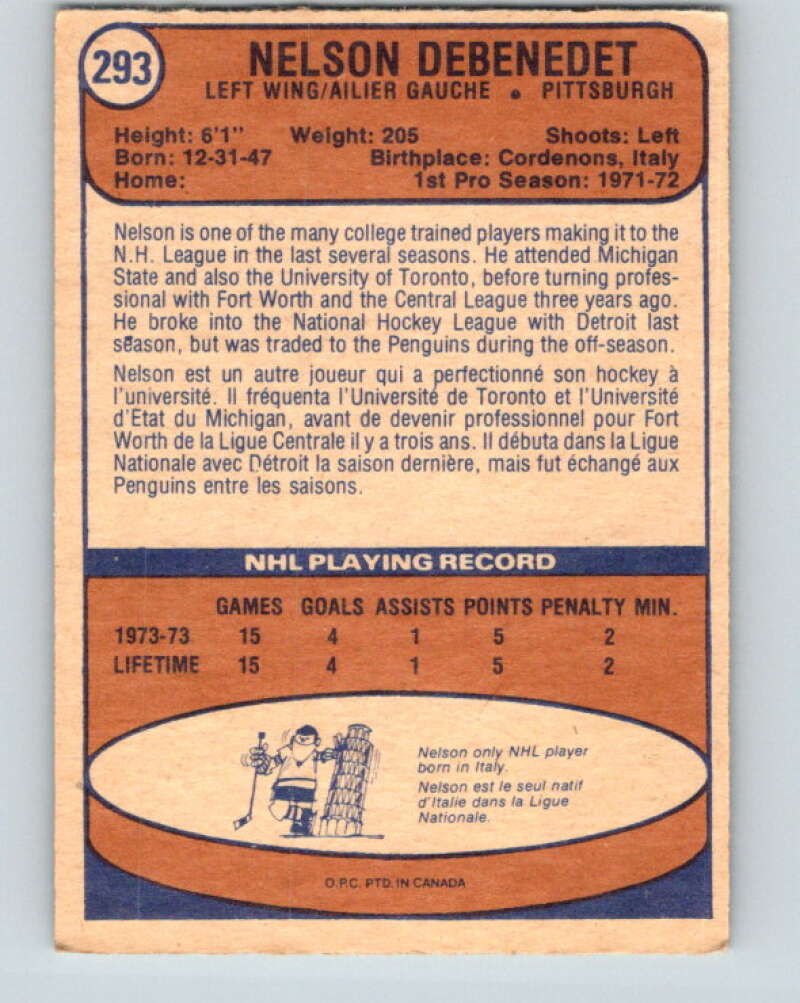 293
NELSON DEBENEDET
LEFT WING/AILIER GAUCHE • PITTSBURGH
Height: 6'1" Weight: 205 Shoots: Left
Born: 12-31-47 Birthplace: Cordenons, Italy
Home: 1st Pro Season: 1971-72
Nelson is one of the many college trained players making it to the
N.H. League in the last several seasons. He attended Michigan
State and also the University of Toronto, before turning profes-
sional with Fort Worth and the Central League three years ago.
He broke into the National Hockey League with Detroit last
season, but was traded to the Penguins during the off-season.
Nelson est un autre joueur qui a perfectionné son hockey à
l'université. Il fréquenta l'Université de Toronto et l'Université
d'Etat du Michigan, avant de devenir professionnel pour Fort
Worth de la Ligue Centrale il y a trois ans. Il débuta dans la Ligue
Nationale avec Détroit la saison dernière, mais fut échangé aux
Penguins entre les saisons.
NHL PLAYING RECORD
GAMES GOALS ASSISTS POINTS PENALTY MIN.
1973-73 15 4 1 5 2
LIFETIME 15 4 1 5 2
Nelson only NHL player
born in Italy.
Nelson est le seul natif
d'Italie dans la Ligue
Nationale.
O.P.C. PTD. IN CANADA